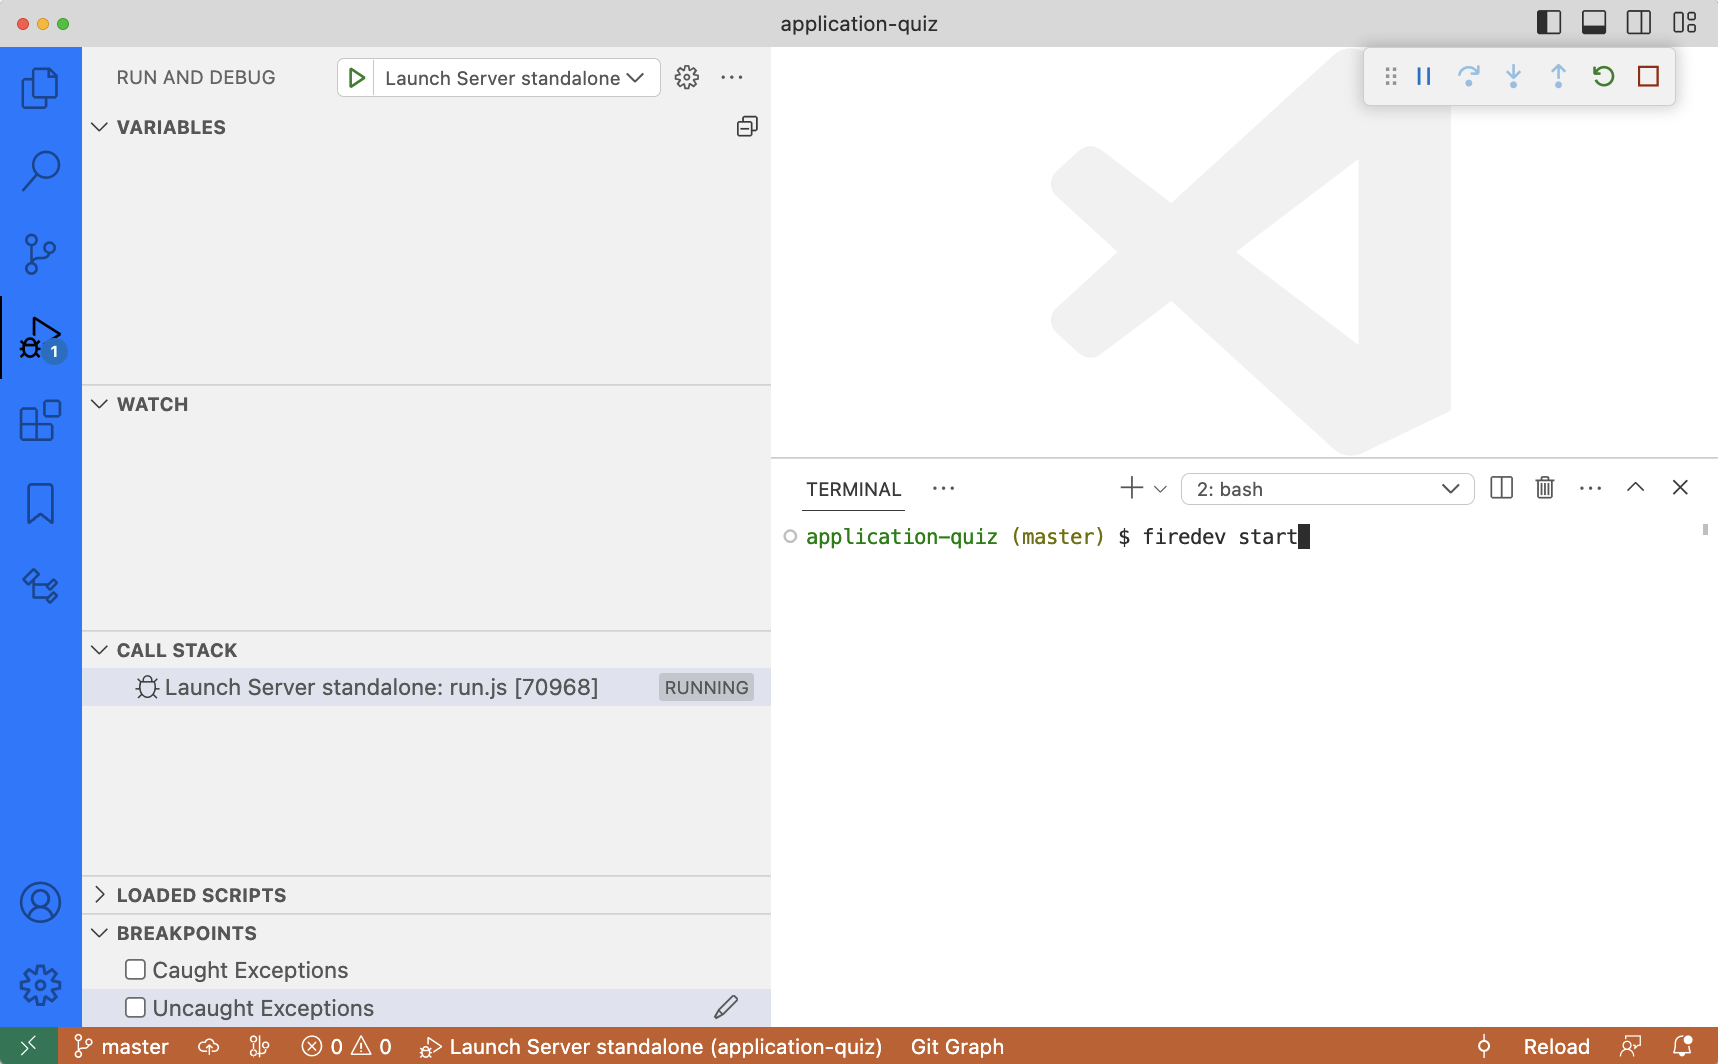 application-quiz
RUN AND DEBUG
Launch Server standalone
VARIABLES
1
WATCH
CALL STACK
Launch Server standalone: run.js [70968]
RUNNING
LOADED SCRIPTS
BREAKPOINTS
Caught Exceptions
Uncaught Exceptions
TERMINAL
2: bash
application-quiz (master) $ firedev start
master
0
0
Launch Server standalone (application-quiz)
Git Graph
Reload